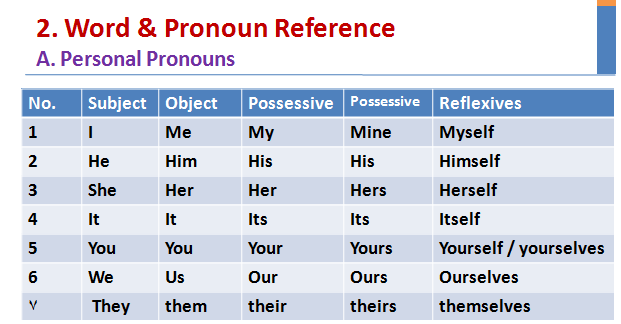 2. Word & Pronoun Reference
A. Personal Pronouns
No. Subject Object Possessive Possessive Reflexives
1 I Me My Mine Myself
2 He Him His His Himself
3 She Her Her Hers Herself
4 It It Its Its Itself
5 You You Your Yours Yourself / yourselves
6 We Us Our Ours Ourselves
٧ They them their theirs themselves